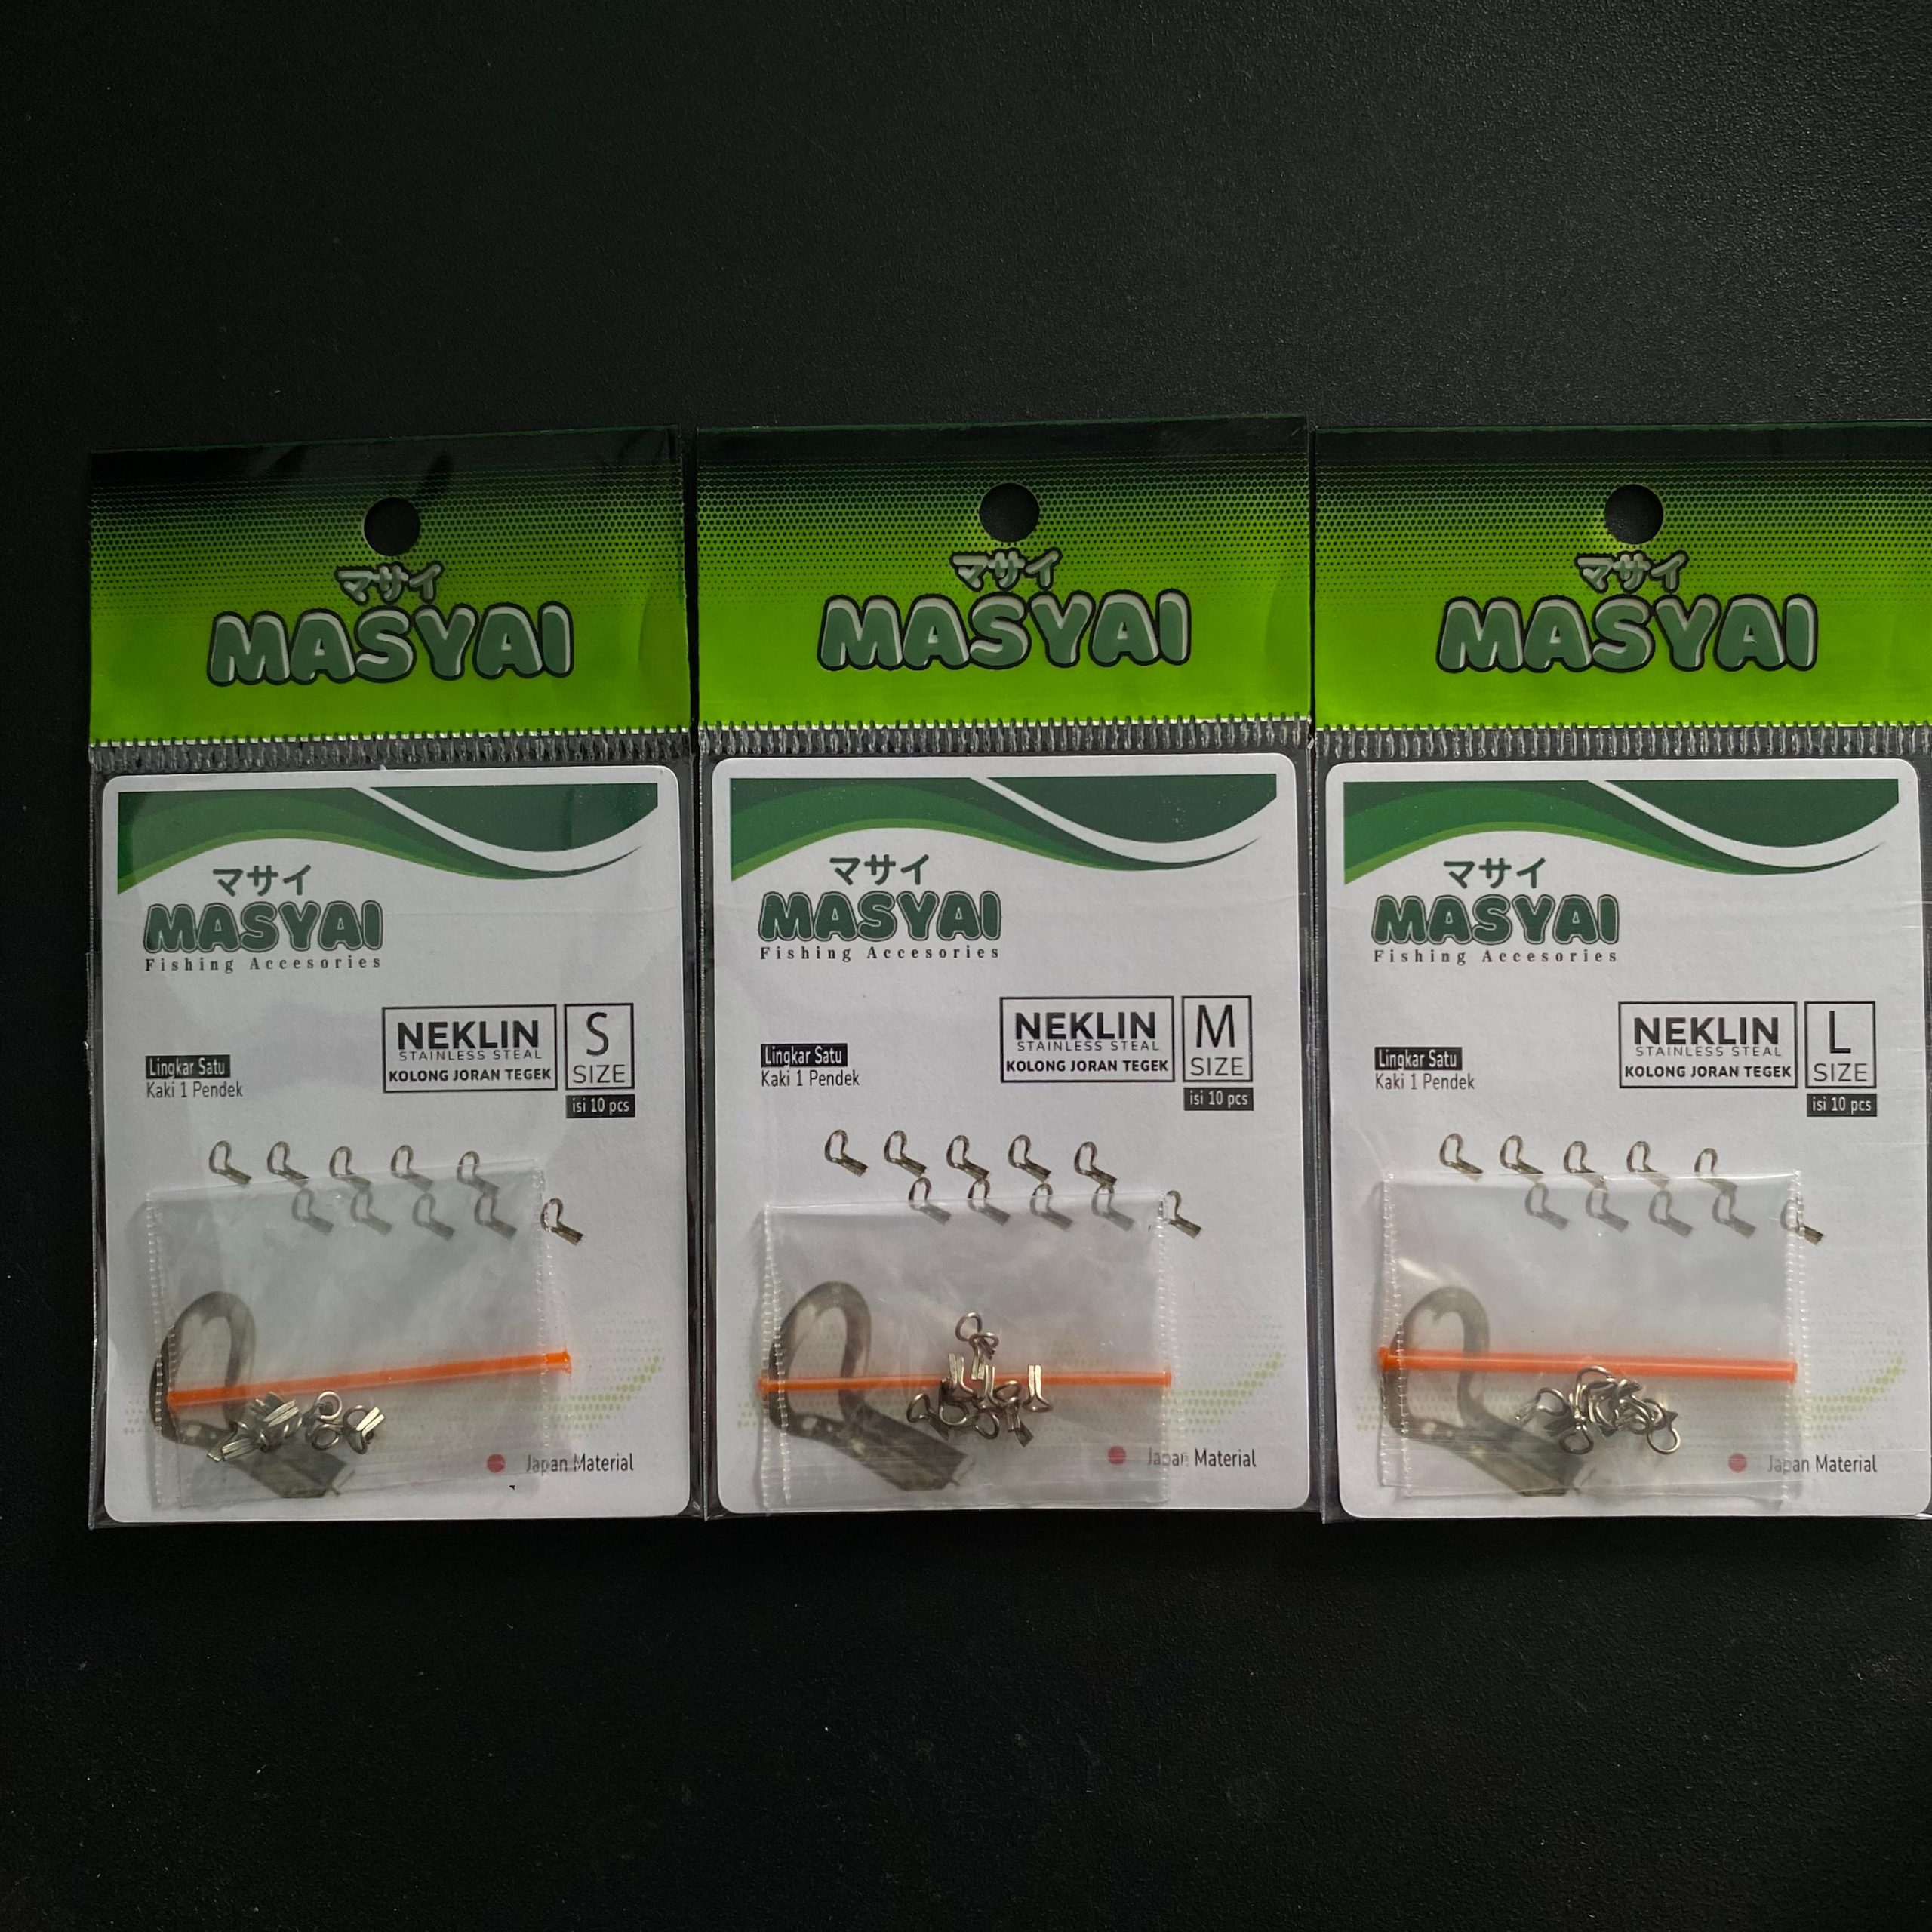 マサイ
MASYAI
マサイ
MASYAI
Fishing Accesories
NEKLIN
STAINLESS STEAL
KOLONG JORAN TEGEK
S
SIZE
Lingkar Satu
Kaki 1 Pendek
isi 10 pcs
Japan Material
マサイ
MASYAI
マサイ
MASYAI
Fishing Accesories
NEKLIN
STAINLESS STEAL
KOLONG JORAN TEGEK
M
SIZE
Lingkar Satu
Kaki 1 Pendek
isi 10 pcs
Japan Material
マサイ
MASYAI
マサイ
MASYAI
Fishing Accesories
NEKLIN
STAINLESS STEAL
KOLONG JORAN TEGEK
L
SIZE
Lingkar Satu
Kaki 1 Pendek
isi 10 pcs
Japan Material